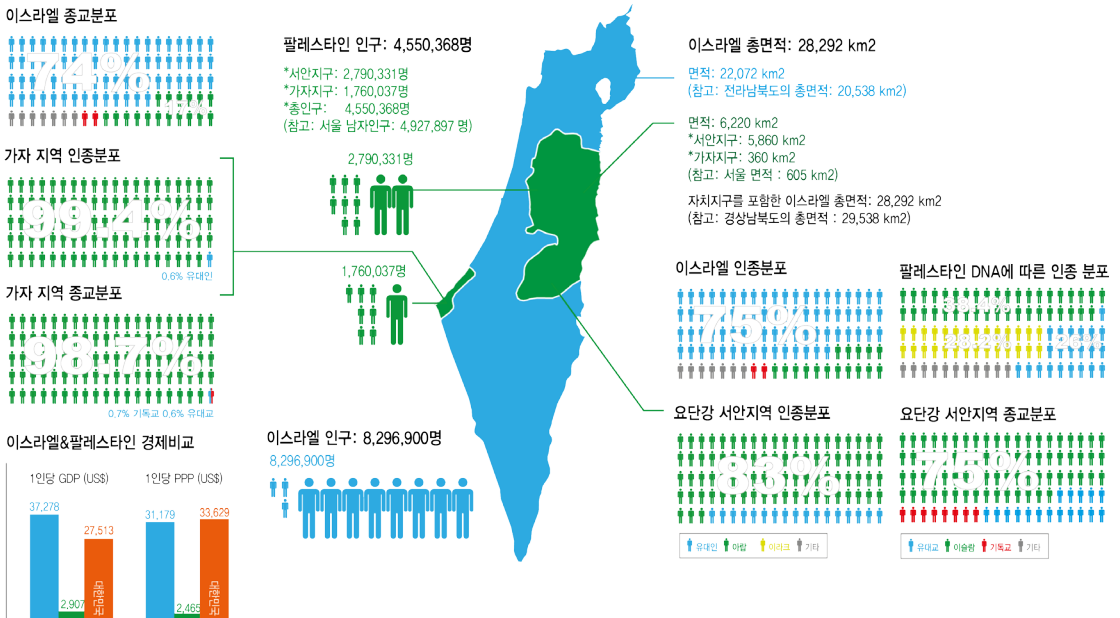 이스라엘 종교분포
74%
17%
가자 지역 인종분포
99.4%
0.6% 유대인
가자 지역 종교분포
98.7%
0.7% 기독교 0.6% 유대교
이스라엘&팔레스타인 경제비교
1인당 GDP (US$)
1인당 PPP (US$)
37,278
2,907
27,513
대한민국
31,179
2,465
33,629
대한민국
팔레스타인 인구: 4,550,368명
*서안지구: 2,790,331명
*가자지구: 1,760,037명
*총인구: 4,550,368명
(참고: 서울 남자인구: 4,927,897 명)
2,790,331명
1,760,037명
이스라엘 인구: 8,296,900명
8,296,900명
이스라엘 총면적: 28,292 km2
면적: 22,072 km2
(참고: 전라남북도의 총면적: 20,538 km2)
면적: 6,220 km2
*서안지구: 5,860 km2
*가자지구: 360 km2
(참고: 서울 면적 : 605 km2)
자치지구를 포함한 이스라엘 총면적: 28,292 km2
(참고: 경상남북도의 총면적 : 29,538 km2)
이스라엘 인종분포
75%
팔레스타인 DNA에 따른 인종 분포
28.2%
26%
요단강 서안지역 인종분포
83%
유대인 아랍 이라크 기타
요단강 서안지역 종교분포
75%
유대교 이슬람 기독교 기타